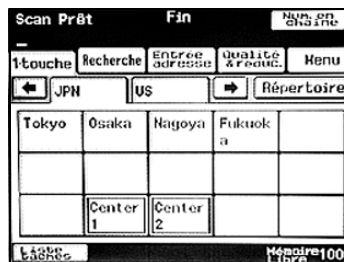 Scan Prêt Fin Num.en chaîne
1-touche Recherche Entrée adresse Qualité &réduc. Menu
JPN US Répertoire
Tokyo Osaka Nagoya Fukuok
a
Center Center
1 2
Liste tâches Mémoire Libre 100